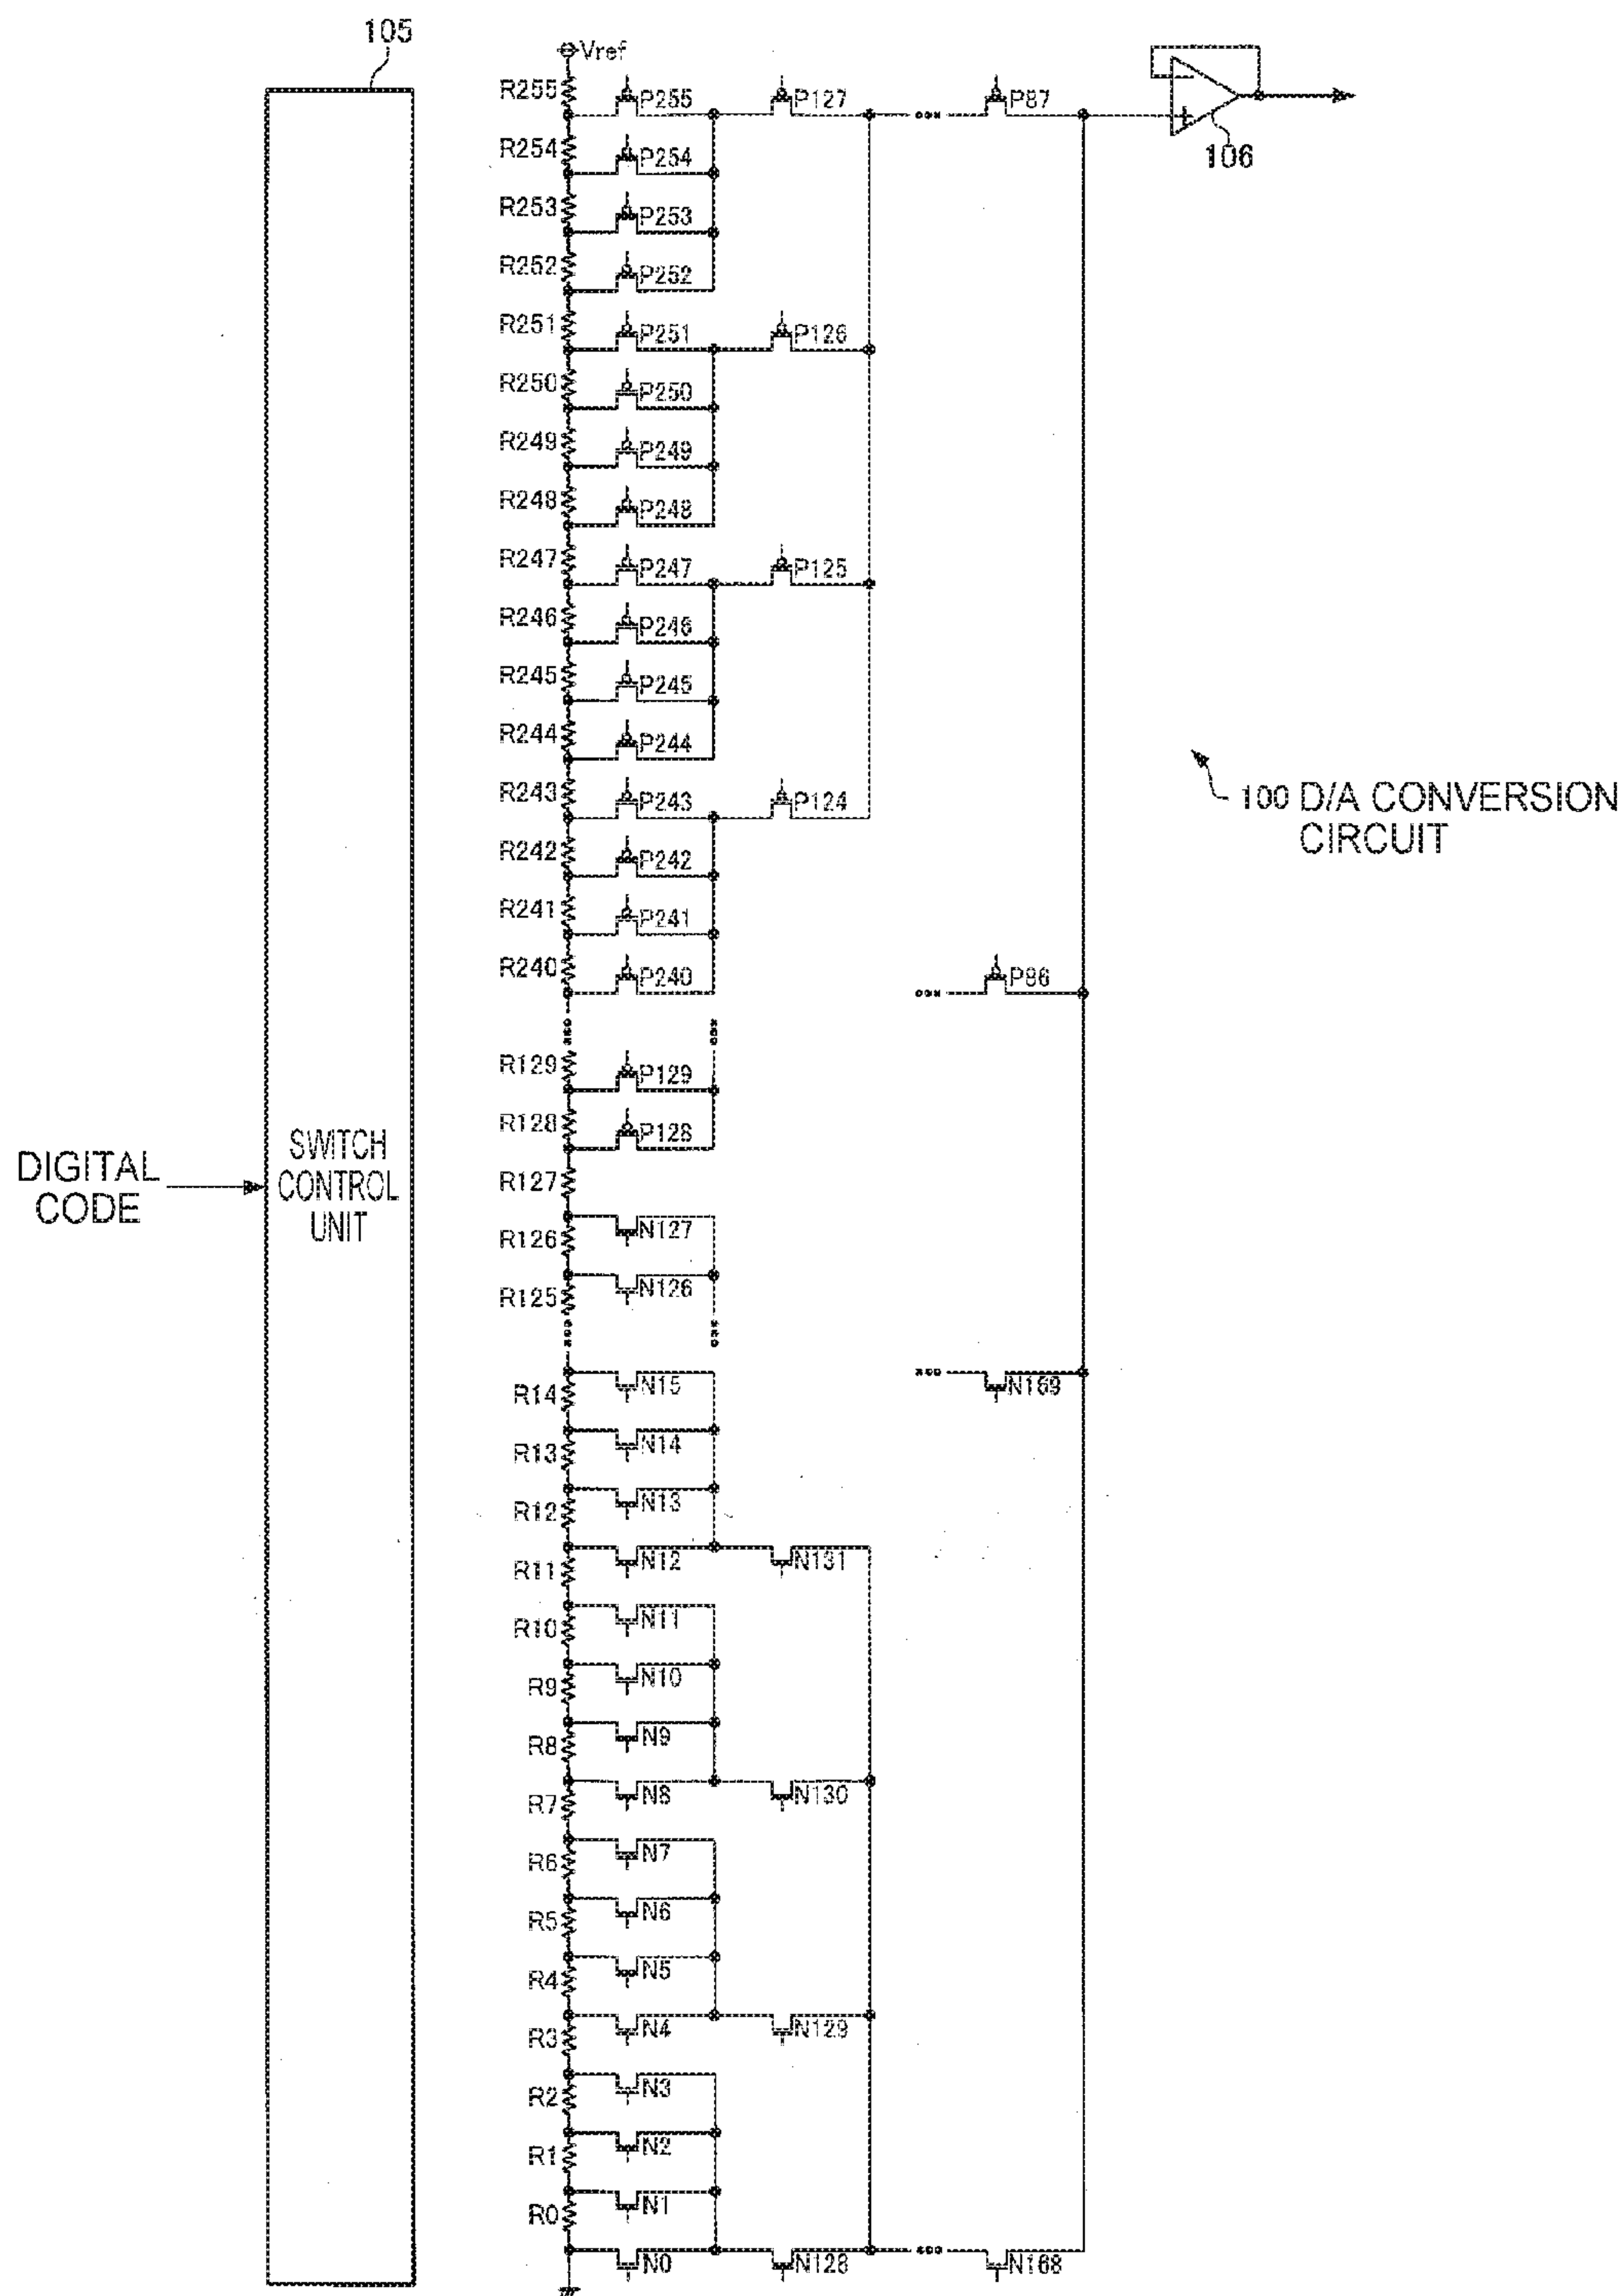 105
Vref
R255
P255
P127
P87
R254
P254
106
R253
P253
R252
P252
R251
P251
P126
R250
P250
R249
P249
R248
P248
R247
P247
P125
R246
P246
R245
P245
R244
P244
R243
P243
P124
100 D/A CONVERSION
CIRCUIT
R242
P242
R241
P241
R240
P240
P86
R129
P129
R128
P128
DIGITAL
CODE
SWITCH
CONTROL
UNIT
R127
N127
R126
N126
R125
N15
N169
R14
N14
R13
N13
R12
N12
N131
R11
N11
R10
N10
R9
N9
R8
N8
N130
R7
N7
R6
N6
R5
N5
R4
N4
N129
R3
N3
R2
N2
R1
N1
R0
N0
N128
N168